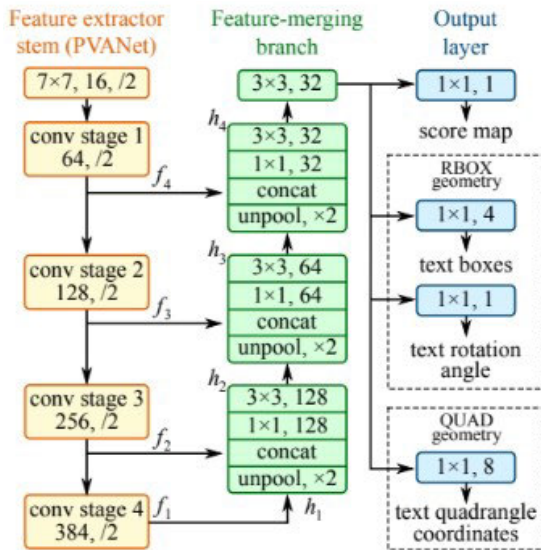 Feature extractor
stem (PVANet)
7×7, 16, /2
conv stage 1
64, /2
f4
conv stage 2
128, /2
f3
conv stage 3
256, /2
f2
conv stage 4
384, /2
f1
Feature-merging
branch
3×3, 32
h4
3×3, 32
1×1, 32
concat
unpool, ×2
h3
3×3, 64
1×1, 64
concat
unpool, ×2
h2
3×3, 128
1×1, 128
concat
unpool, ×2
h1
Output
layer
1×1, 1
score map
RBOX
geometry
1×1, 4
text boxes
1×1, 1
text rotation
angle
QUAD
geometry
1×1, 8
text quadrangle
coordinates